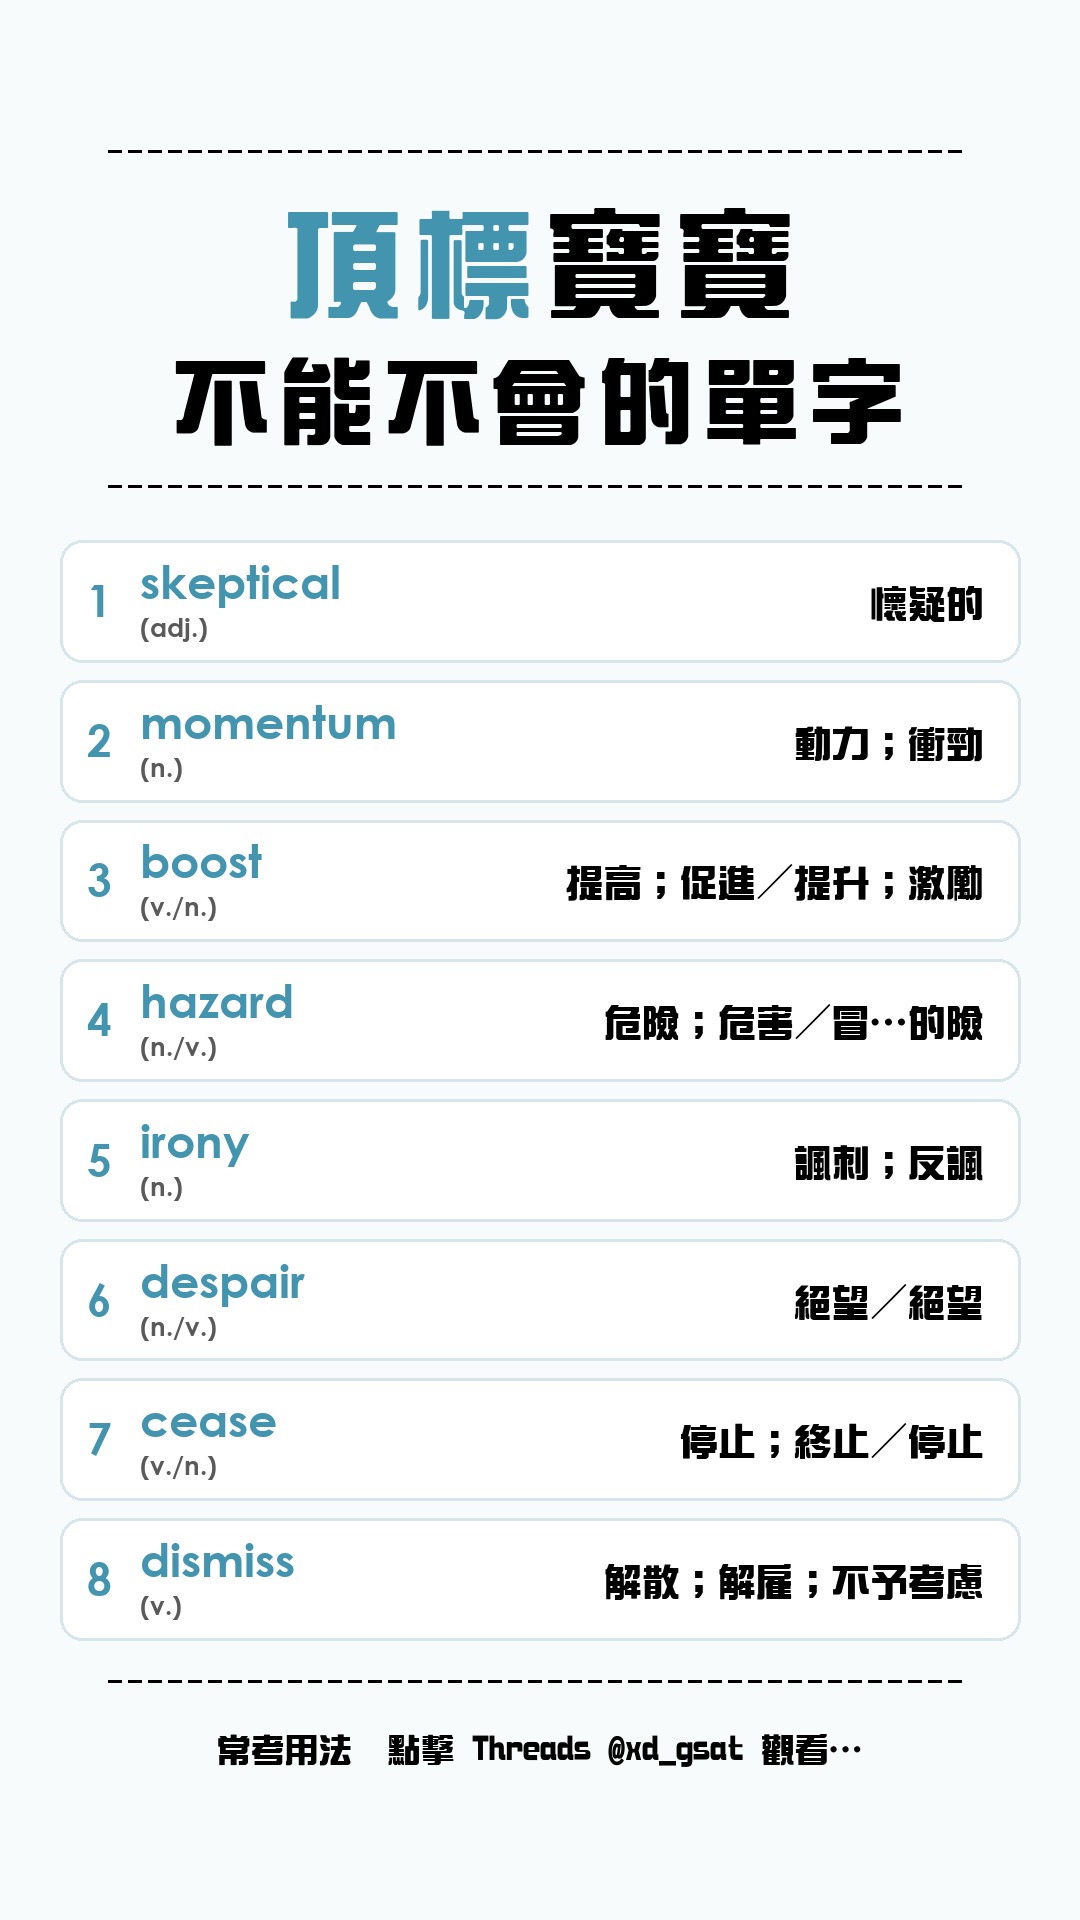 頂標寶寶
不能不會的單字
1 skeptical (adj.) 懷疑的
2 momentum (n.) 動力；衝勁
3 boost (v./n.) 提高；促進／提升；激勵
4 hazard (n./v.) 危險；危害／冒…的險
5 irony (n.) 諷刺；反諷
6 despair (n./v.) 絕望／絕望
7 cease (v./n.) 停止；終止／停止
8 dismiss (v.) 解散；解雇；不予考慮
常考用法 點擊 Threads @xd_gsat 觀看…